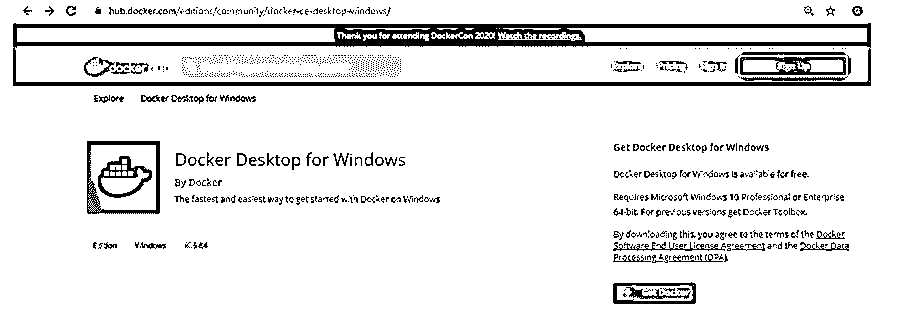 hub.docker.com/editions/community/docker-ce-desktop-windows/
Thank you for attending DockerCon 2020! Watch the recordings.
docker
Explore Pricing Sign In Sign Up
Explore Docker Desktop for Windows
Docker Desktop for Windows
By Docker
The fastest and easiest way to get started with Docker on Windows
Edition Windows x86-64
Get Docker Desktop for Windows
Docker Desktop for Windows is available for free.
Requires Microsoft Windows 10 Professional or Enterprise
64-bit. For previous versions get Docker Toolbox.
By downloading this, you agree to the terms of the Docker
Software End User License Agreement and the Docker Data
Processing Agreement (DPA).
Get Docker